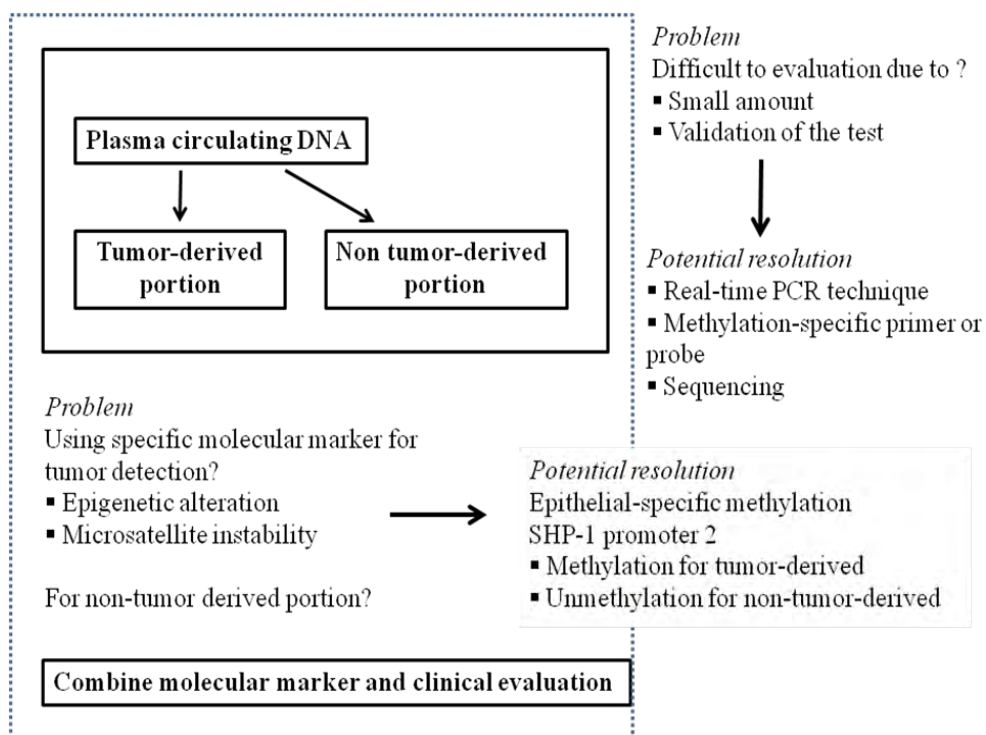 Plasma circulating DNA
Tumor-derived
portion
Non tumor-derived
portion
Problem
Difficult to evaluation due to ?
▪ Small amount
▪ Validation of the test
Potential resolution
▪ Real-time PCR technique
▪ Methylation-specific primer or
probe
▪ Sequencing
Problem
Using specific molecular marker for
tumor detection?
▪ Epigenetic alteration
▪ Microsatellite instability
For non-tumor derived portion?
Potential resolution
Epithelial-specific methylation
SHP-1 promoter 2
▪ Methylation for tumor-derived
▪ Unmethylation for non-tumor-derived
Combine molecular marker and clinical evaluation